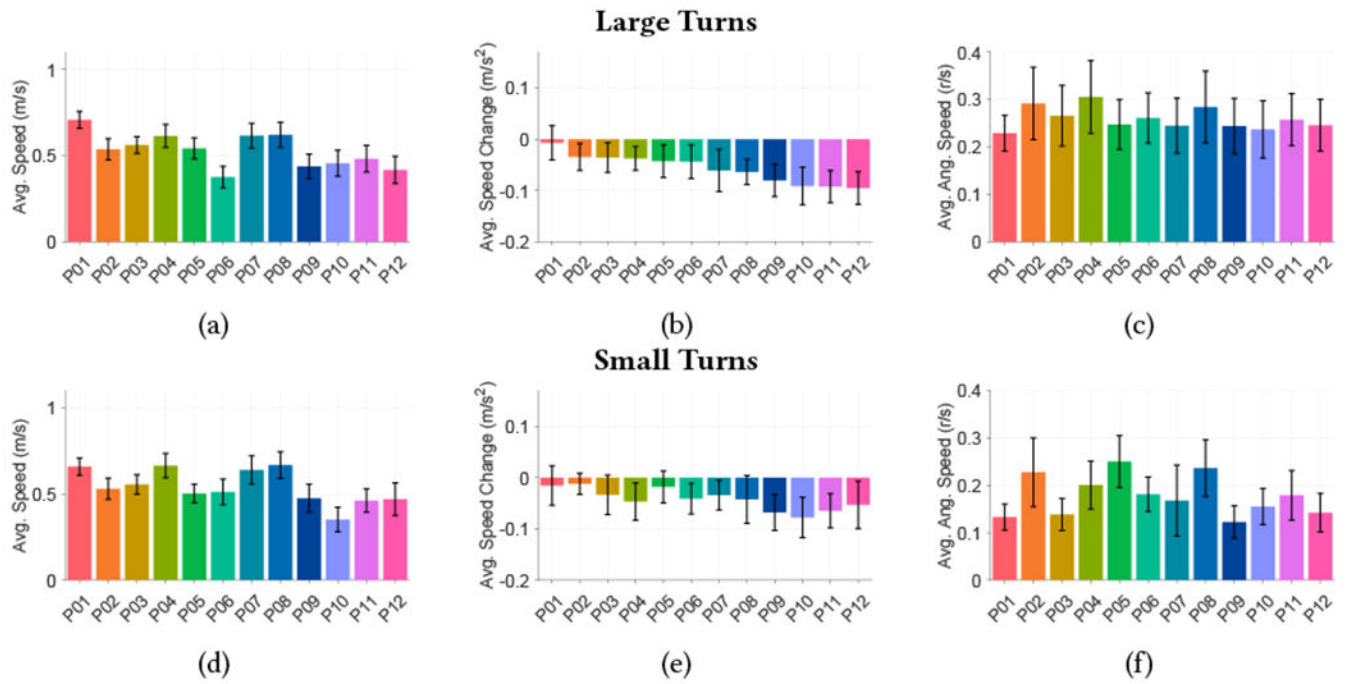 Large Turns
Avg. Speed (m/s)
1
0.5
0
P01 P02 P03 P04 P05 P06 P07 P08 P09 P10 P11 P12
(a)
Avg. Speed Change (m/s²)
0.1
0
-0.1
-0.2
P01 P02 P03 P04 P05 P06 P07 P08 P09 P10 P11 P12
(b)
Avg. Ang. Speed (r/s)
0.4
0.3
0.2
0.1
0
P01 P02 P03 P04 P05 P06 P07 P08 P09 P10 P11 P12
(c)
Small Turns
Avg. Speed (m/s)
1
0.5
0
P01 P02 P03 P04 P05 P06 P07 P08 P09 P10 P11 P12
(d)
Avg. Speed Change (m/s²)
0.1
0
-0.1
-0.2
P01 P02 P03 P04 P05 P06 P07 P08 P09 P10 P11 P12
(e)
Avg. Ang. Speed (r/s)
0.4
0.3
0.2
0.1
0
P01 P02 P03 P04 P05 P06 P07 P08 P09 P10 P11 P12
(f)